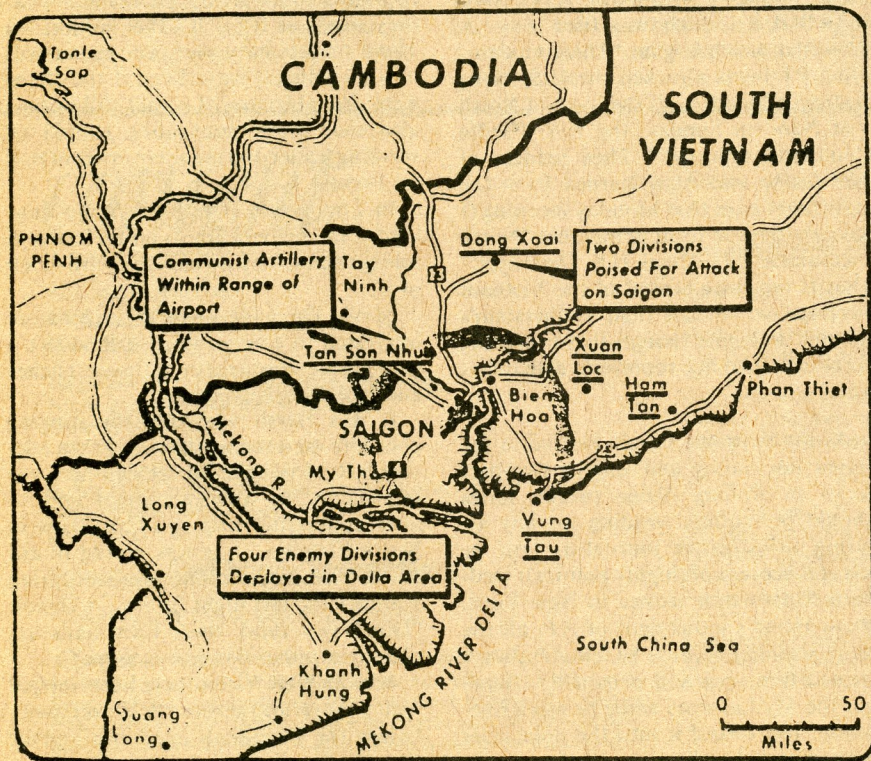 Tonle
Sap
CAMBODIA
SOUTH
VIETNAM
PHNOM
PENH
Communist Artillery
Within Range of
Airport
Tay
Ninh
Dong Xoai
Two Divisions
Poised For Attack
on Saigon
Tan Son Nhut
Xuan
Loc
Ham
Tan
Phan Thiet
Bien
Hoa
SAIGON
Mekong R.
My Tho
4
Long
Xuyen
Vung
Tau
Four Enemy Divisions
Deployed in Delta Area
MEKONG RIVER DELTA
South China Sea
Khanh
Hung
Quang
Long
0 50
Miles